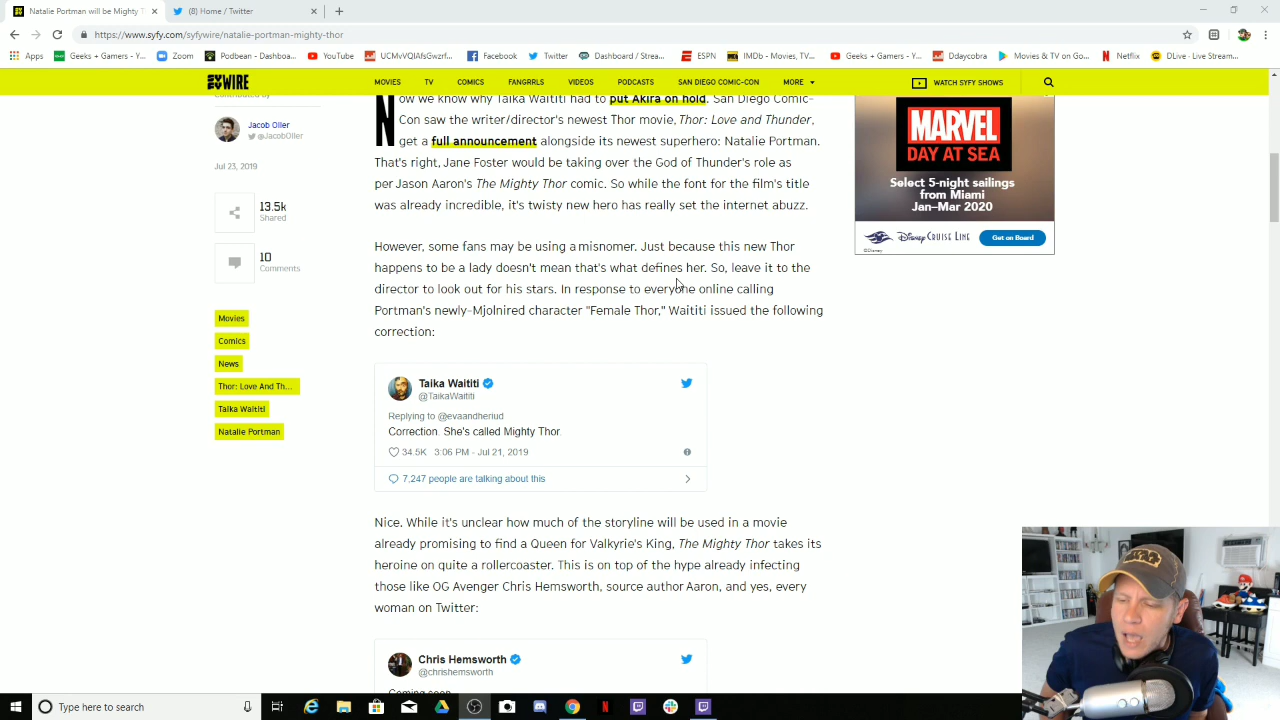 Natalie Portman will be Mighty T
(8) Home / Twitter
https://www.syfy.com/syfywire/natalie-portman-mighty-thor
Apps
Geeks + Gamers - Y...
Zoom
Podbean - Dashboard
YouTube
Facebook
Twitter
Dashboard / Strea...
ESPN
IMDb - Movies, TV...
Geeks + Gamers - Y...
Ddaycobra
Movies & TV on Go...
Netflix
DLive · Live Stream...
SYFY WIRE
MOVIES TV COMICS FANGRRLS VIDEOS PODCASTS SAN DIEGO COMIC-CON MORE
WATCH SYFY SHOWS
Contributed by
Jacob Oller
@JacobOller
Jul 23, 2019
13.5k
Shared
10
Comments
Movies
Comics
News
Thor: Love And Th...
Taika Waititi
Natalie Portman
Now we know why Taika Waititi had to put Akira on hold. San Diego Comic-
Con saw the writer/director's newest Thor movie, Thor: Love and Thunder,
get a full announcement alongside its newest superhero: Natalie Portman.
That's right, Jane Foster would be taking over the God of Thunder's role as
per Jason Aaron's The Mighty Thor comic. So while the font for the film's title
was already incredible, it's twisty new hero has really set the internet abuzz.
However, some fans may be using a misnomer. Just because this new Thor
happens to be a lady doesn't mean that's what defines her. So, leave it to the
director to look out for his stars. In response to everyone online calling
Portman's newly-Mjolnired character "Female Thor," Waititi issued the following
correction:
Taika Waititi
@TaikaWaititi
Replying to @evaandheriud
Correction. She's called Mighty Thor.
34.5K 3:06 PM - Jul 21, 2019
7,247 people are talking about this
Nice. While it's unclear how much of the storyline will be used in a movie
already promising to find a Queen for Valkyrie's King, The Mighty Thor takes its
heroine on quite a rollercoaster. This is on top of the hype already infecting
those like OG Avenger Chris Hemsworth, source author Aaron, and yes, every
woman on Twitter:
Chris Hemsworth
@chrishemsworth
MARVEL
DAY AT SEA
Select 5-night sailings
from Miami
Jan–Mar 2020
Disney CRUISE LINE
Get on Board
©Disney
Type here to search